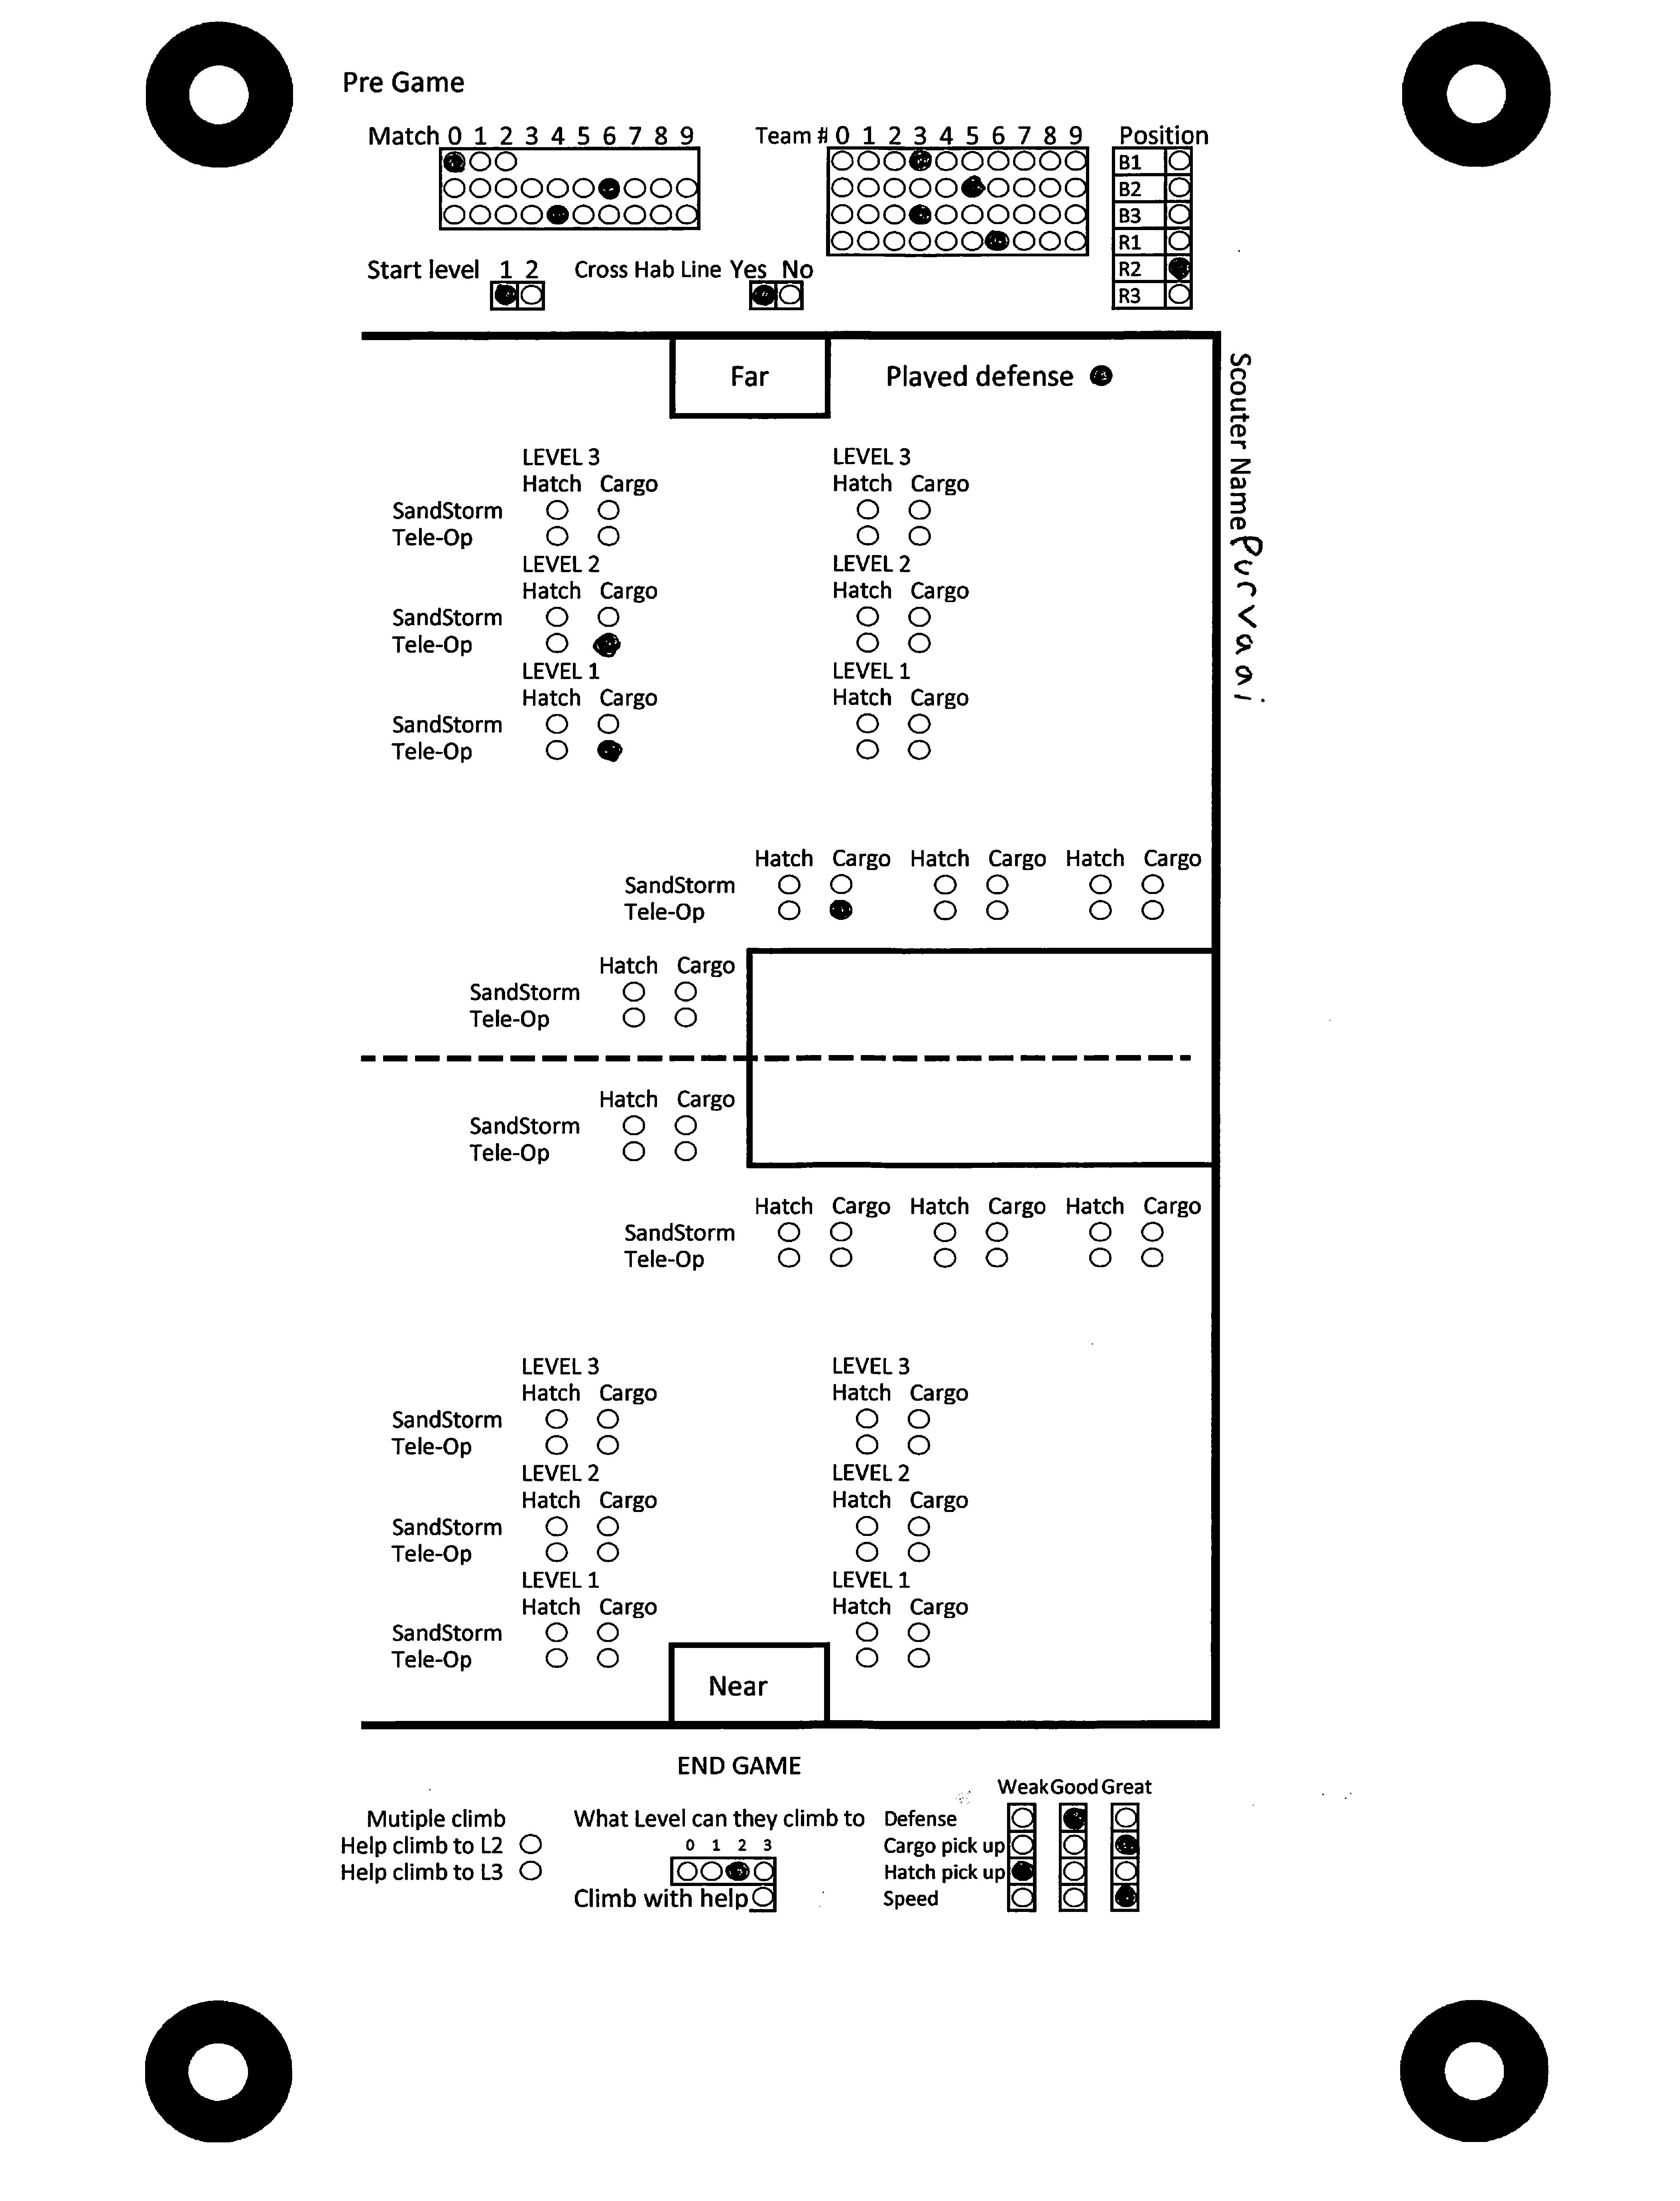 Pre Game
Match 0 1 2 3 4 5 6 7 8 9
Team # 0 1 2 3 4 5 6 7 8 9
Position
B1
B2
B3
R1
R2
R3
Start level 1 2
Cross Hab Line Yes No
Far
Played defense
Scouter Name Purvaai
LEVEL 3 LEVEL 3
Hatch Cargo Hatch Cargo
SandStorm
Tele-Op
LEVEL 2 LEVEL 2
Hatch Cargo Hatch Cargo
SandStorm
Tele-Op
LEVEL 1 LEVEL 1
Hatch Cargo Hatch Cargo
SandStorm
Tele-Op
Hatch Cargo Hatch Cargo Hatch Cargo
SandStorm
Tele-Op
Hatch Cargo
SandStorm
Tele-Op
Hatch Cargo
SandStorm
Tele-Op
Hatch Cargo Hatch Cargo Hatch Cargo
SandStorm
Tele-Op
LEVEL 3 LEVEL 3
Hatch Cargo Hatch Cargo
SandStorm
Tele-Op
LEVEL 2 LEVEL 2
Hatch Cargo Hatch Cargo
SandStorm
Tele-Op
LEVEL 1 LEVEL 1
Hatch Cargo Hatch Cargo
SandStorm
Tele-Op
Near
END GAME
Mutiple climb
Help climb to L2
Help climb to L3
What Level can they climb to
0 1 2 3
Climb with help
Weak Good Great
Defense
Cargo pick up
Hatch pick up
Speed